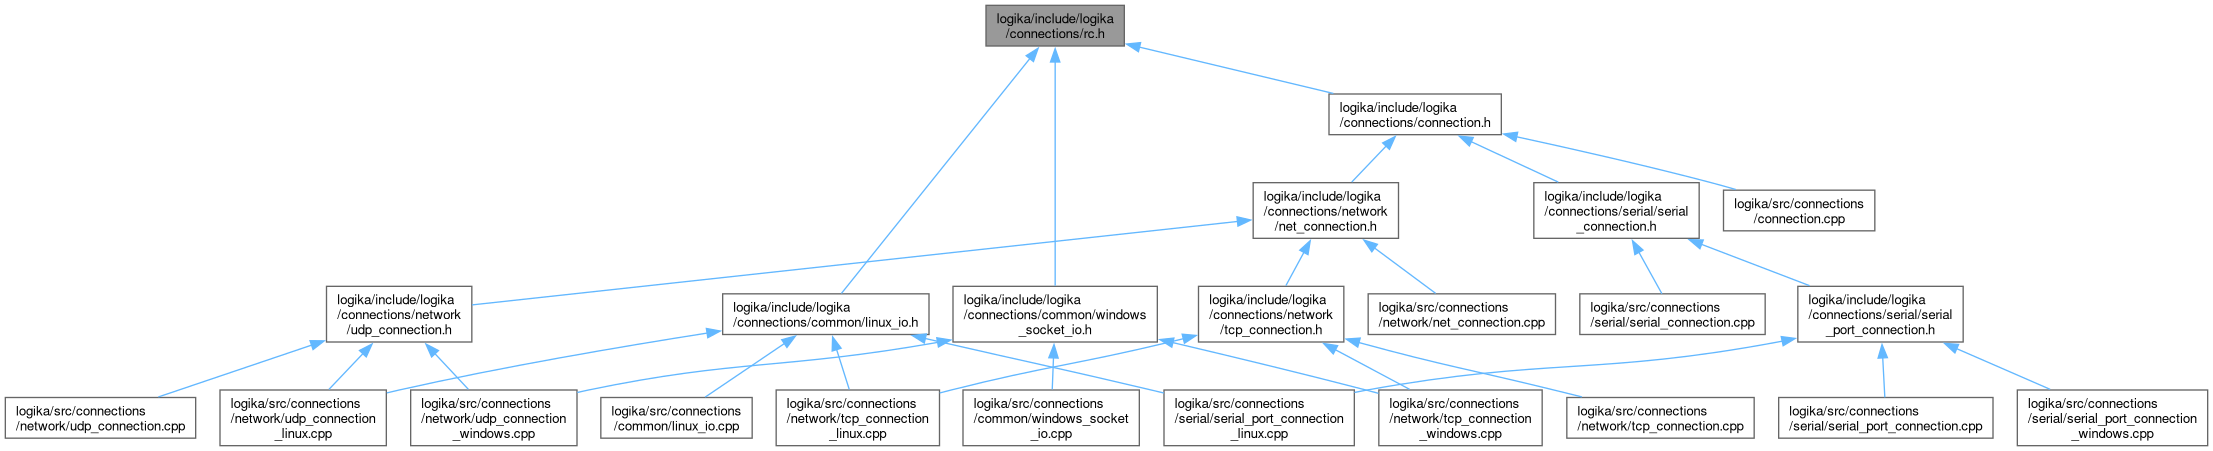 logika/include/logika
/connections/rc.h
logika/include/logika
/connections/connection.h
logika/include/logika
/connections/network
/net_connection.h
logika/include/logika
/connections/serial/serial
_connection.h
logika/src/connections
/connection.cpp
logika/include/logika
/connections/network
/udp_connection.h
logika/include/logika
/connections/common/linux_io.h
logika/include/logika
/connections/common/windows
_socket_io.h
logika/include/logika
/connections/network
/tcp_connection.h
logika/src/connections
/network/net_connection.cpp
logika/src/connections
/serial/serial_connection.cpp
logika/include/logika
/connections/serial/serial
_port_connection.h
logika/src/connections
/network/udp_connection.cpp
logika/src/connections
/network/udp_connection
_linux.cpp
logika/src/connections
/network/udp_connection
_windows.cpp
logika/src/connections
/common/linux_io.cpp
logika/src/connections
/network/tcp_connection
_linux.cpp
logika/src/connections
/common/windows_socket
_io.cpp
logika/src/connections
/serial/serial_port_connection
_linux.cpp
logika/src/connections
/network/tcp_connection
_windows.cpp
logika/src/connections
/network/tcp_connection.cpp
logika/src/connections
/serial/serial_port_connection.cpp
logika/src/connections
/serial/serial_port_connection
_windows.cpp